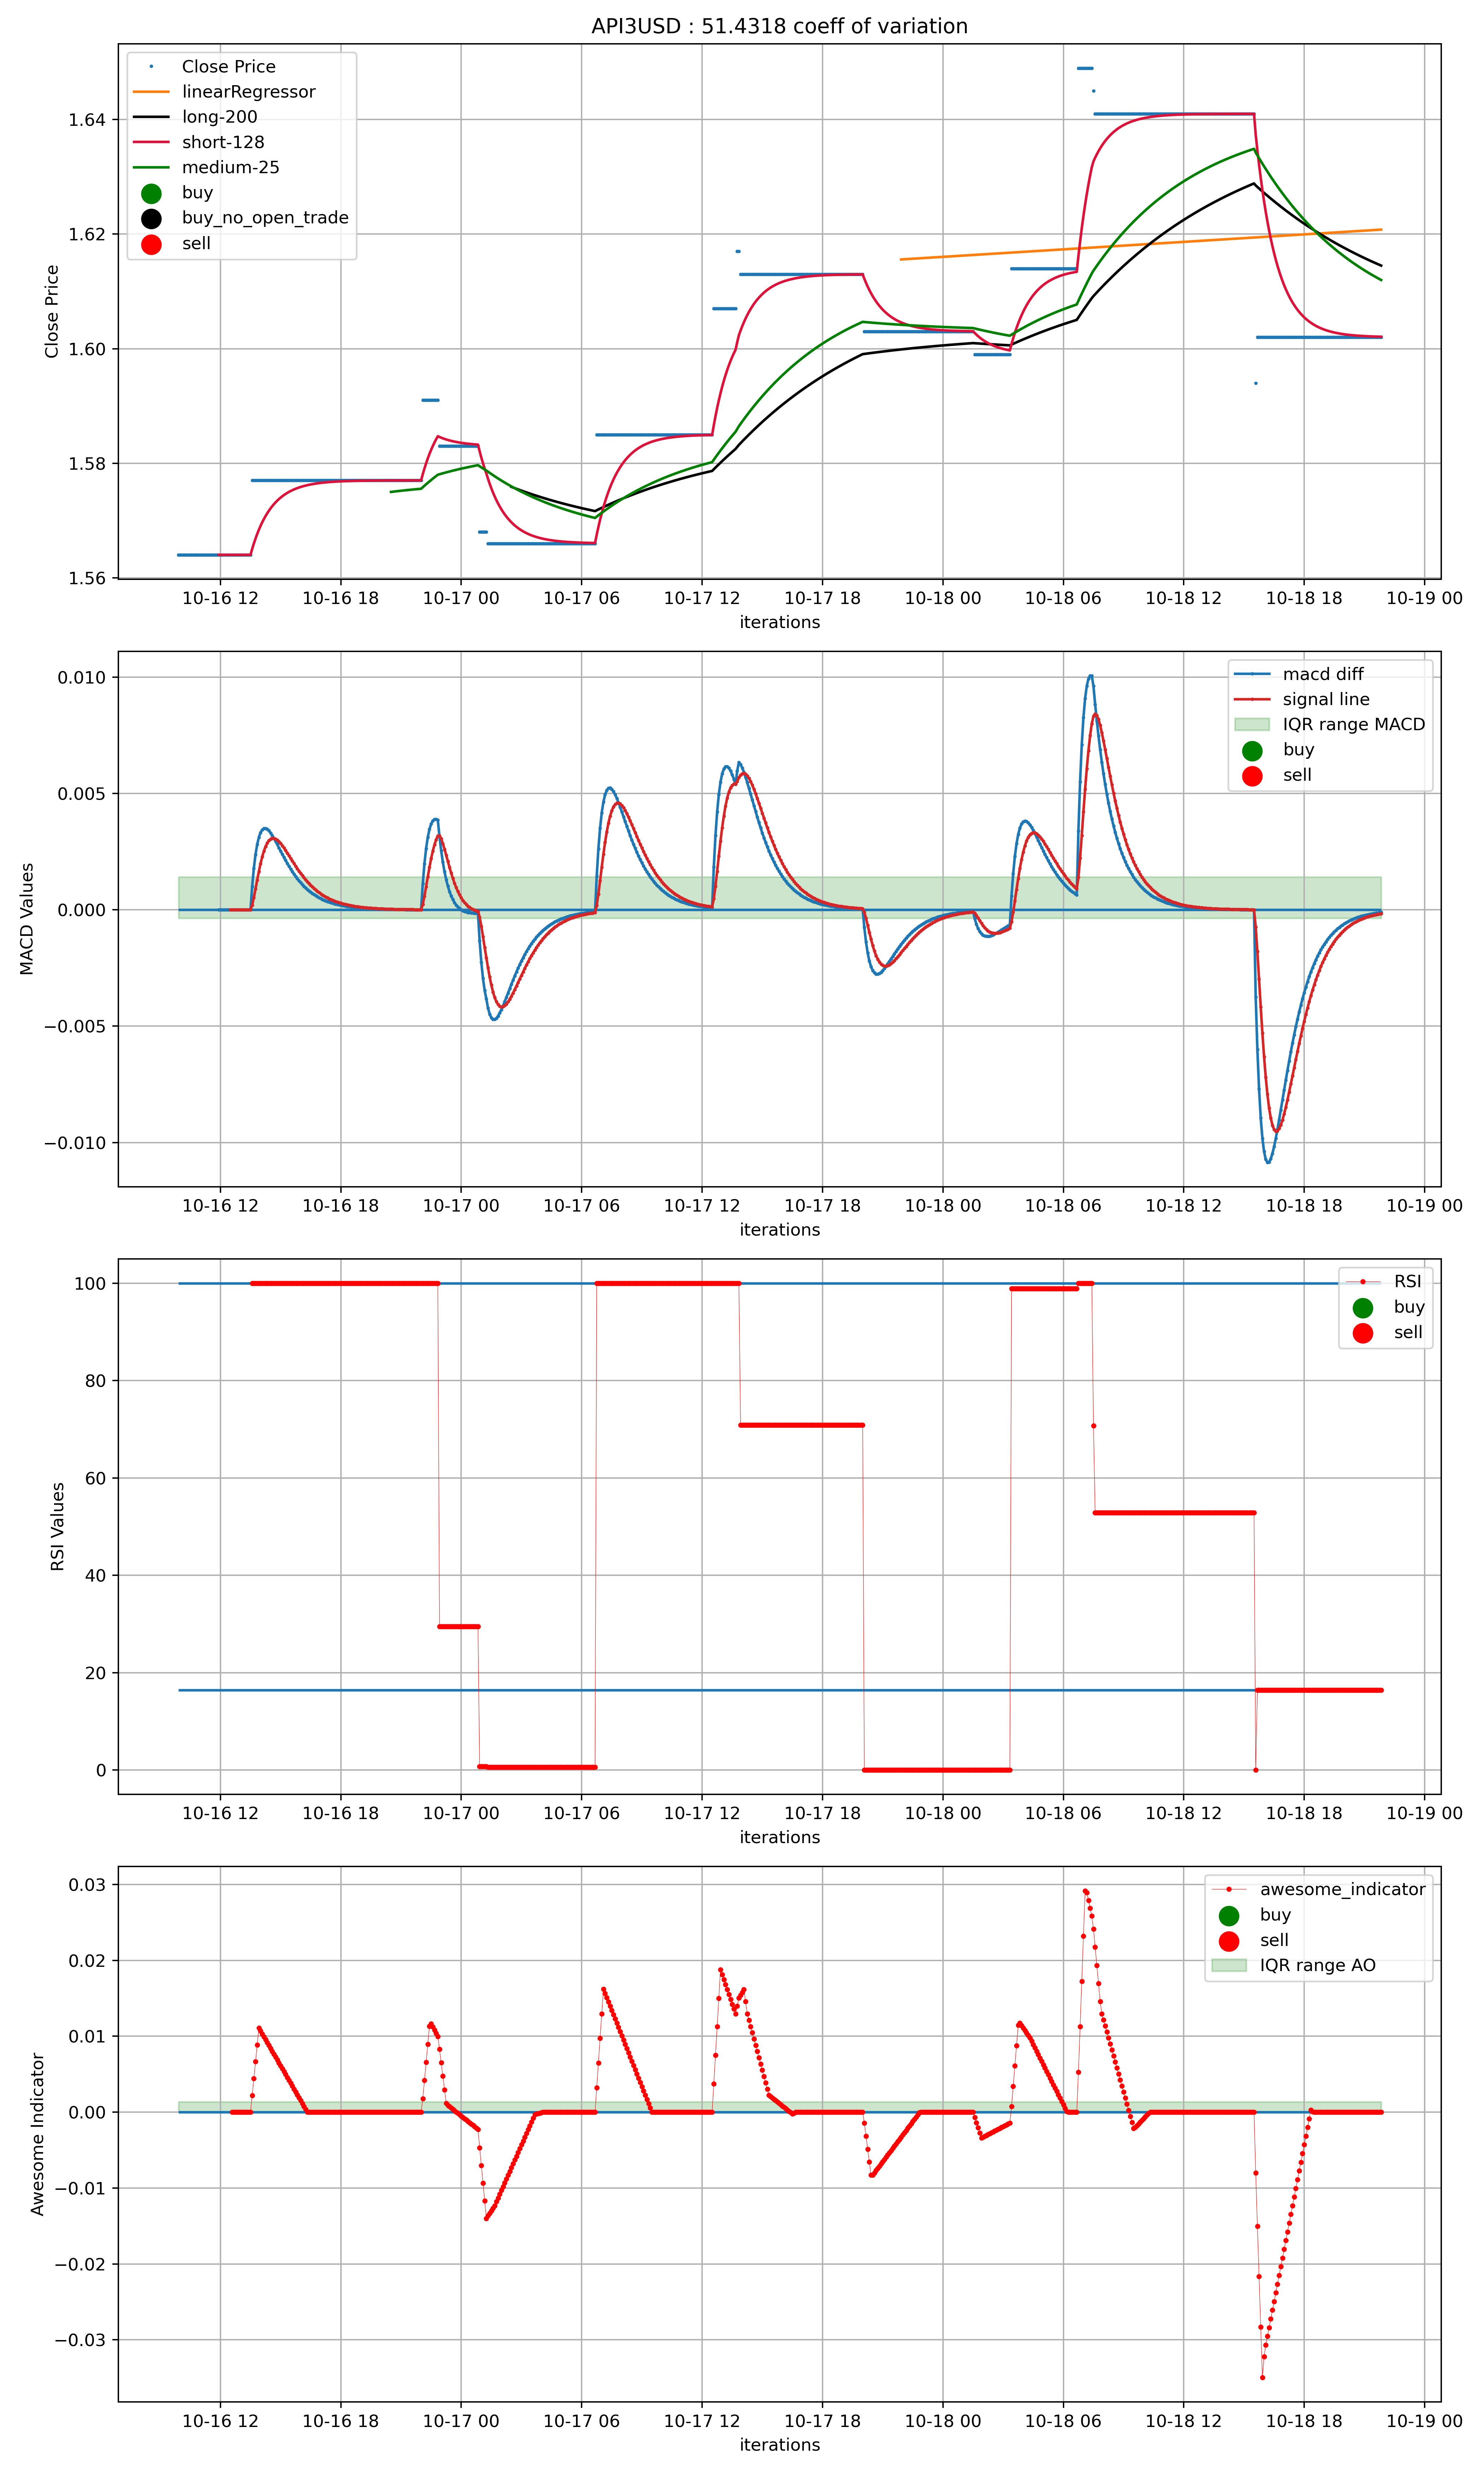 API3USD : 51.4318 coeff of variation
Close Price
linearRegressor
long-200
short-128
medium-25
buy
buy_no_open_trade
sell
1.64
1.62
1.60
1.58
1.56
Close Price
10-16 12 10-16 18 10-17 00 10-17 06 10-17 12 10-17 18 10-18 00 10-18 06 10-18 12 10-18 18 10-19 00
iterations
macd diff
signal line
IQR range MACD
buy
sell
0.010
0.005
0.000
−0.005
−0.010
MACD Values
10-16 12 10-16 18 10-17 00 10-17 06 10-17 12 10-17 18 10-18 00 10-18 06 10-18 12 10-18 18 10-19 00
iterations
RSI
buy
sell
100
80
60
40
20
0
RSI Values
10-16 12 10-16 18 10-17 00 10-17 06 10-17 12 10-17 18 10-18 00 10-18 06 10-18 12 10-18 18 10-19 00
iterations
awesome_indicator
buy
sell
IQR range AO
0.03
0.02
0.01
0.00
−0.01
−0.02
−0.03
Awesome Indicator
10-16 12 10-16 18 10-17 00 10-17 06 10-17 12 10-17 18 10-18 00 10-18 06 10-18 12 10-18 18 10-19 00
iterations